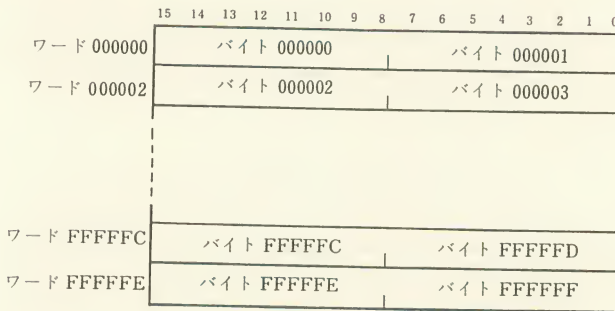 15 14 13 12 11 10 9 8 7 6 5 4 3 2 1 0
ワード 000000 バイト 000000 バイト 000001
ワード 000002 バイト 000002 バイト 000003
ワード FFFFFC バイト FFFFFC バイト FFFFFD
ワード FFFFFE バイト FFFFFE バイト FFFFFF